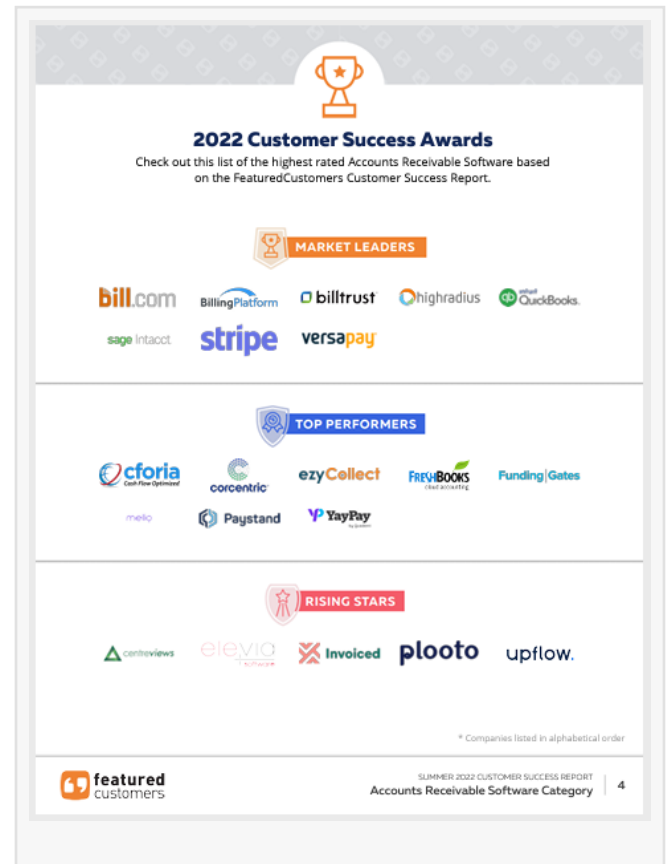 2022 Customer Success Awards
Check out this list of the highest rated Accounts Receivable Software based
on the FeaturedCustomers Customer Success Report.
MARKET LEADERS
bill.com BillingPlatform billtrust highradius intuit QuickBooks.
sage Intacct stripe versapay
TOP PERFORMERS
cforia Cash Flow Optimized corcentric ezyCollect FRESHBOOKS cloud accounting Funding|Gates
melio Paystand YayPay
RISING STARS
centreviews elevia software Invoiced plooto upflow.
* Companies listed in alphabetical order
featured
customers
SUMMER 2022 CUSTOMER SUCCESS REPORT
Accounts Receivable Software Category 4